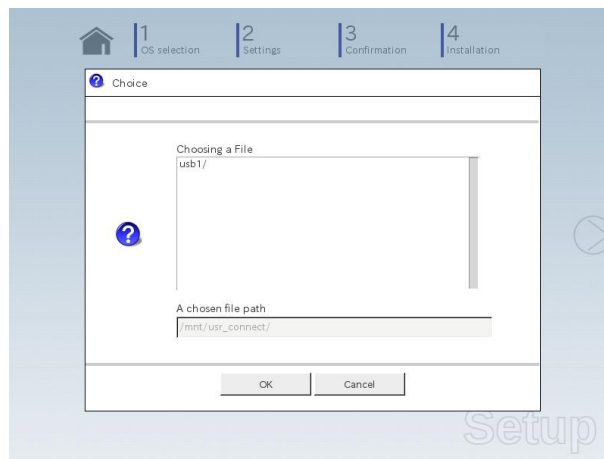 1
OS selection
2
Settings
3
Confirmation
4
Installation
Choice
Choosing a File
usb1/
A chosen file path
/mnt/usr_connect/
OK
Cancel
Setup